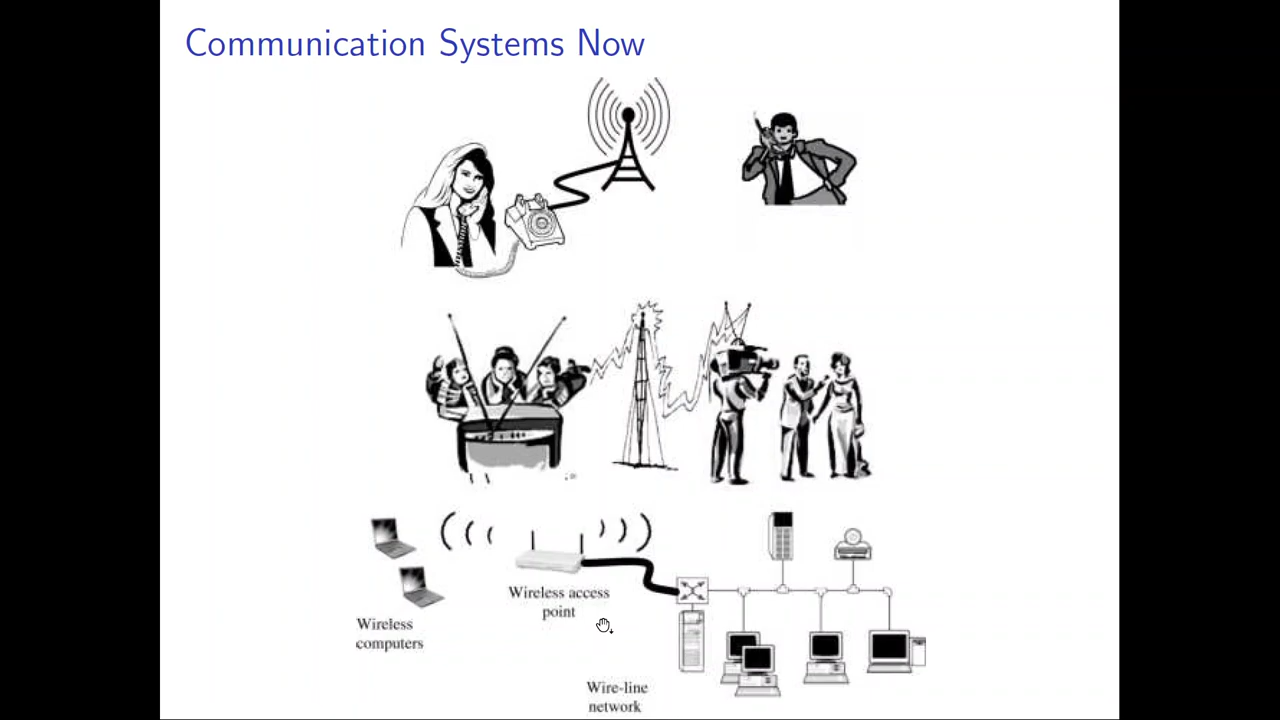 Communication Systems Now
Wireless access
point
Wireless
computers
Wire-line
network